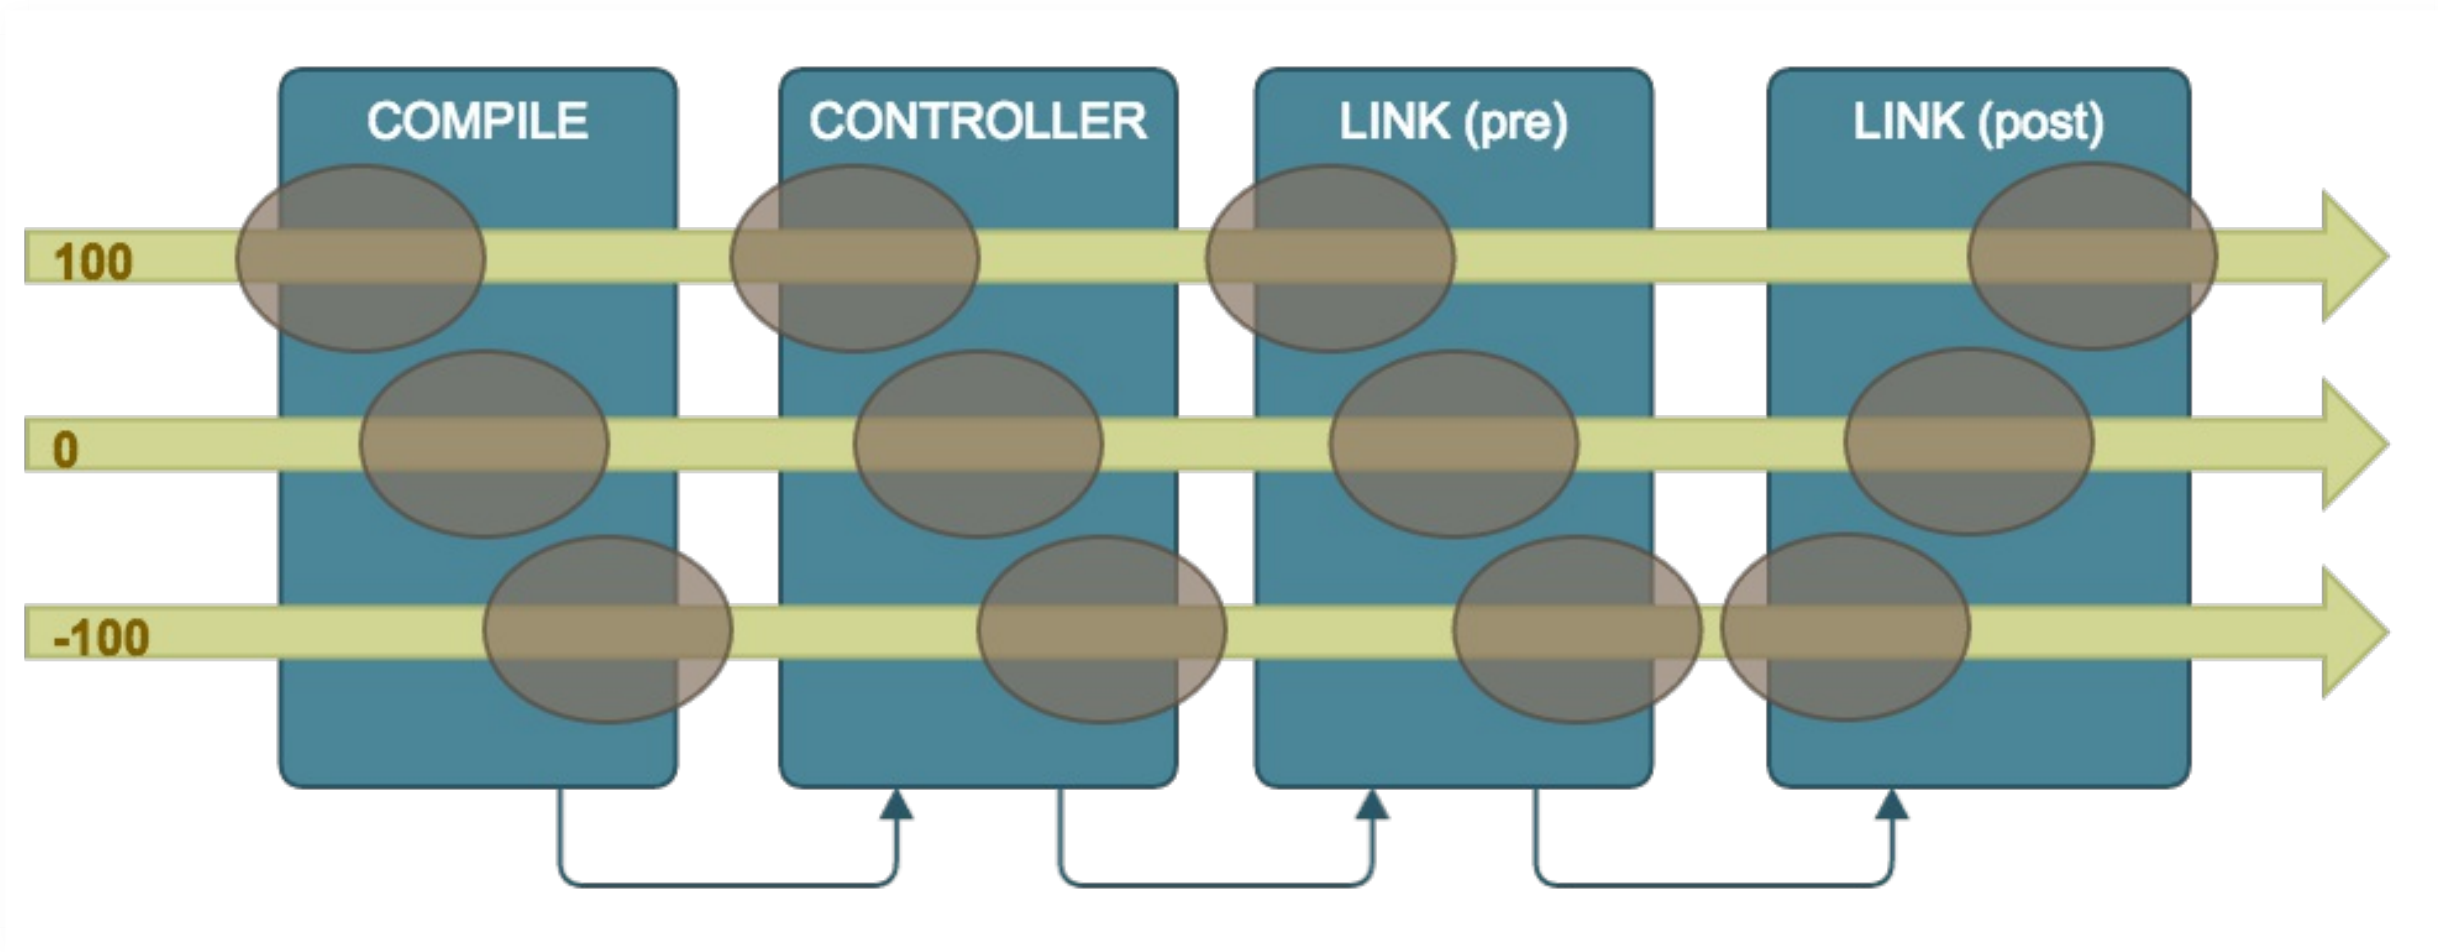 COMPILE
CONTROLLER
LINK (pre)
LINK (post)
100
0
-100